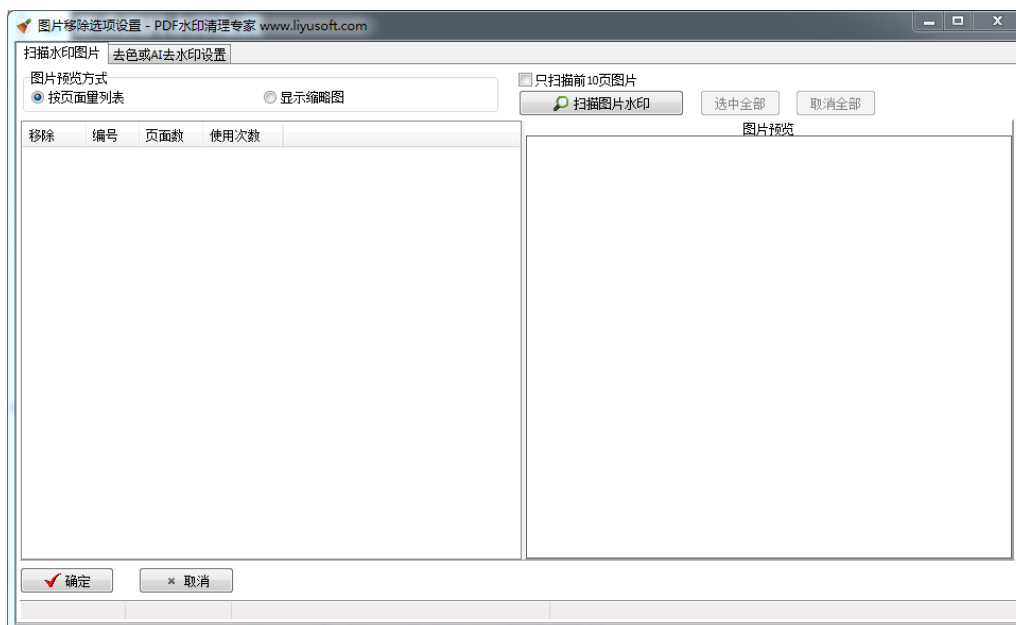 图片移除选项设置 - PDF水印清理专家 www.liyusoft.com
扫描水印图片 去色或AI去水印设置
图片预览方式
按页面里列表 显示缩略图
只扫描前10页图片
扫描图片水印 选中全部 取消全部
移除 编号 页面数 使用次数
图片预览
确定 取消